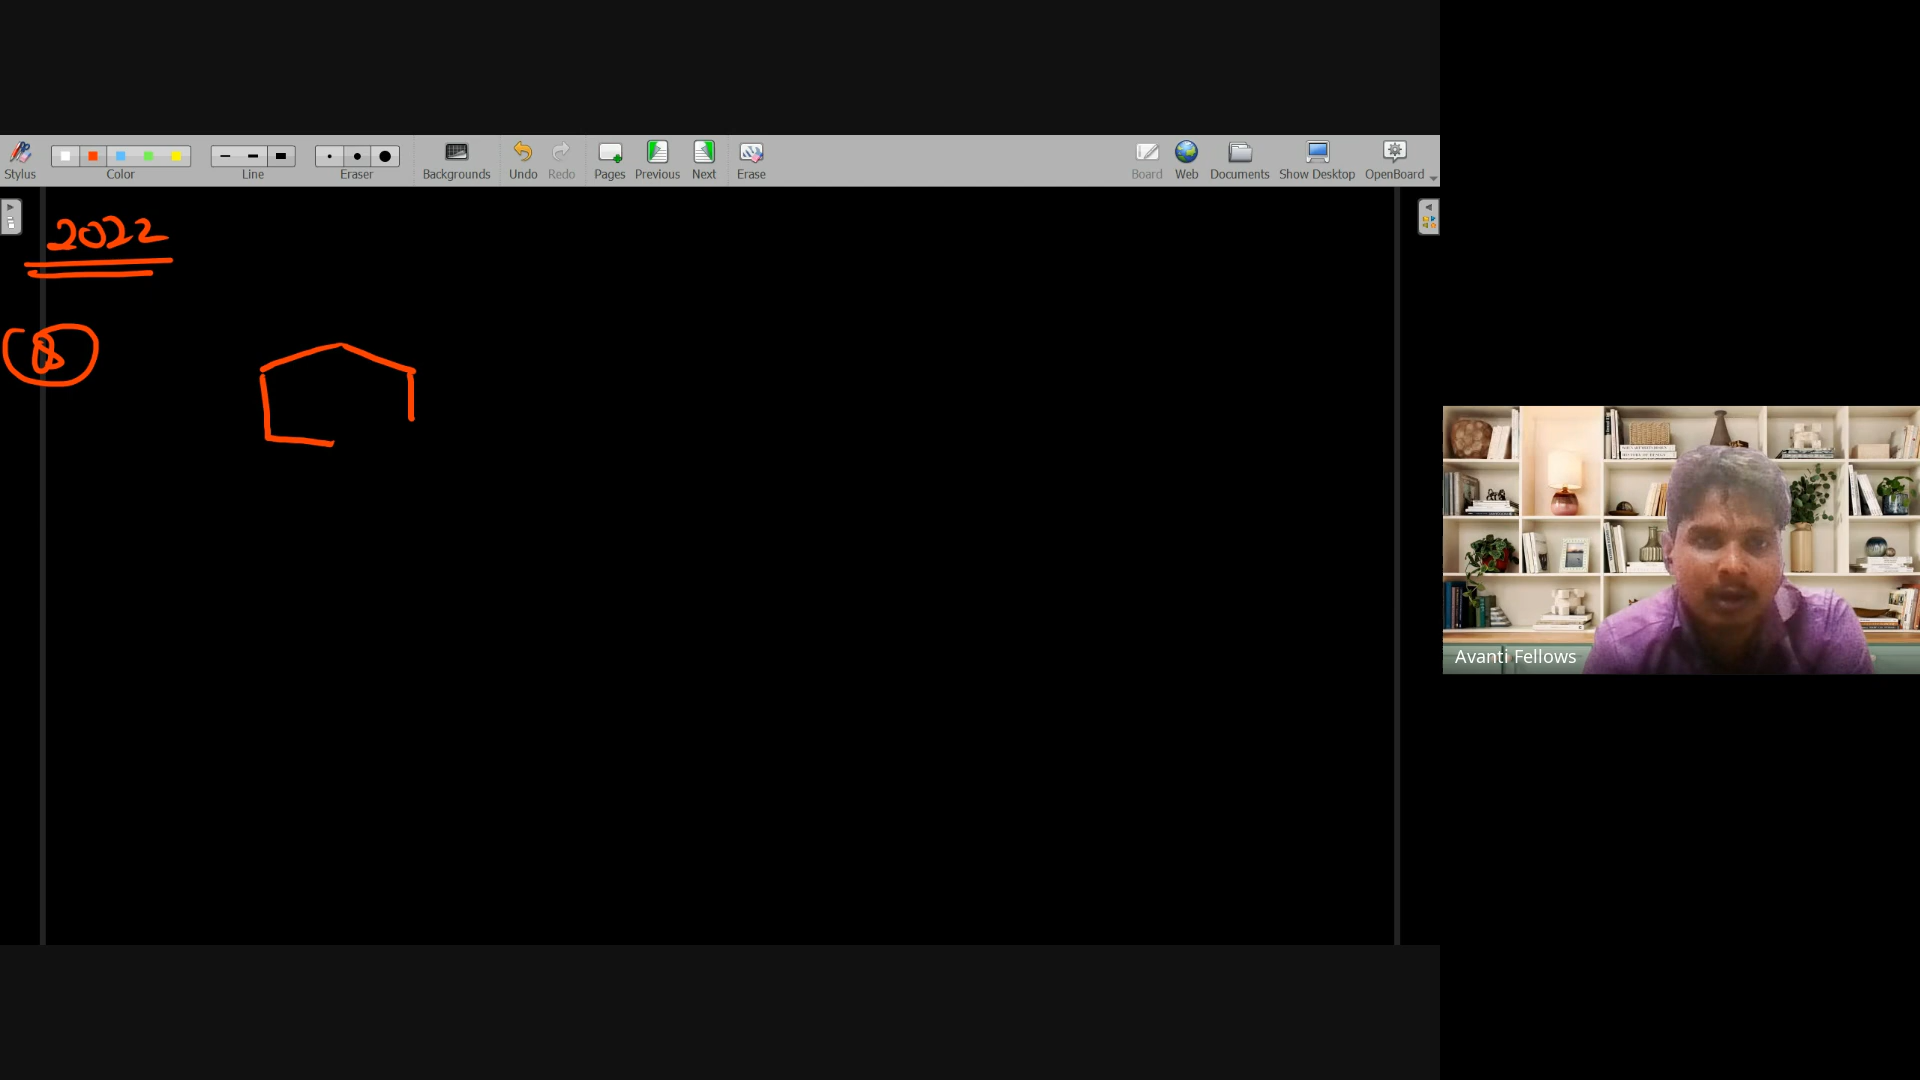 Stylus Color Line Eraser Backgrounds Undo Redo Pages Previous Next Erase Board Web Documents Show Desktop OpenBoard
2022
Avanti Fellows